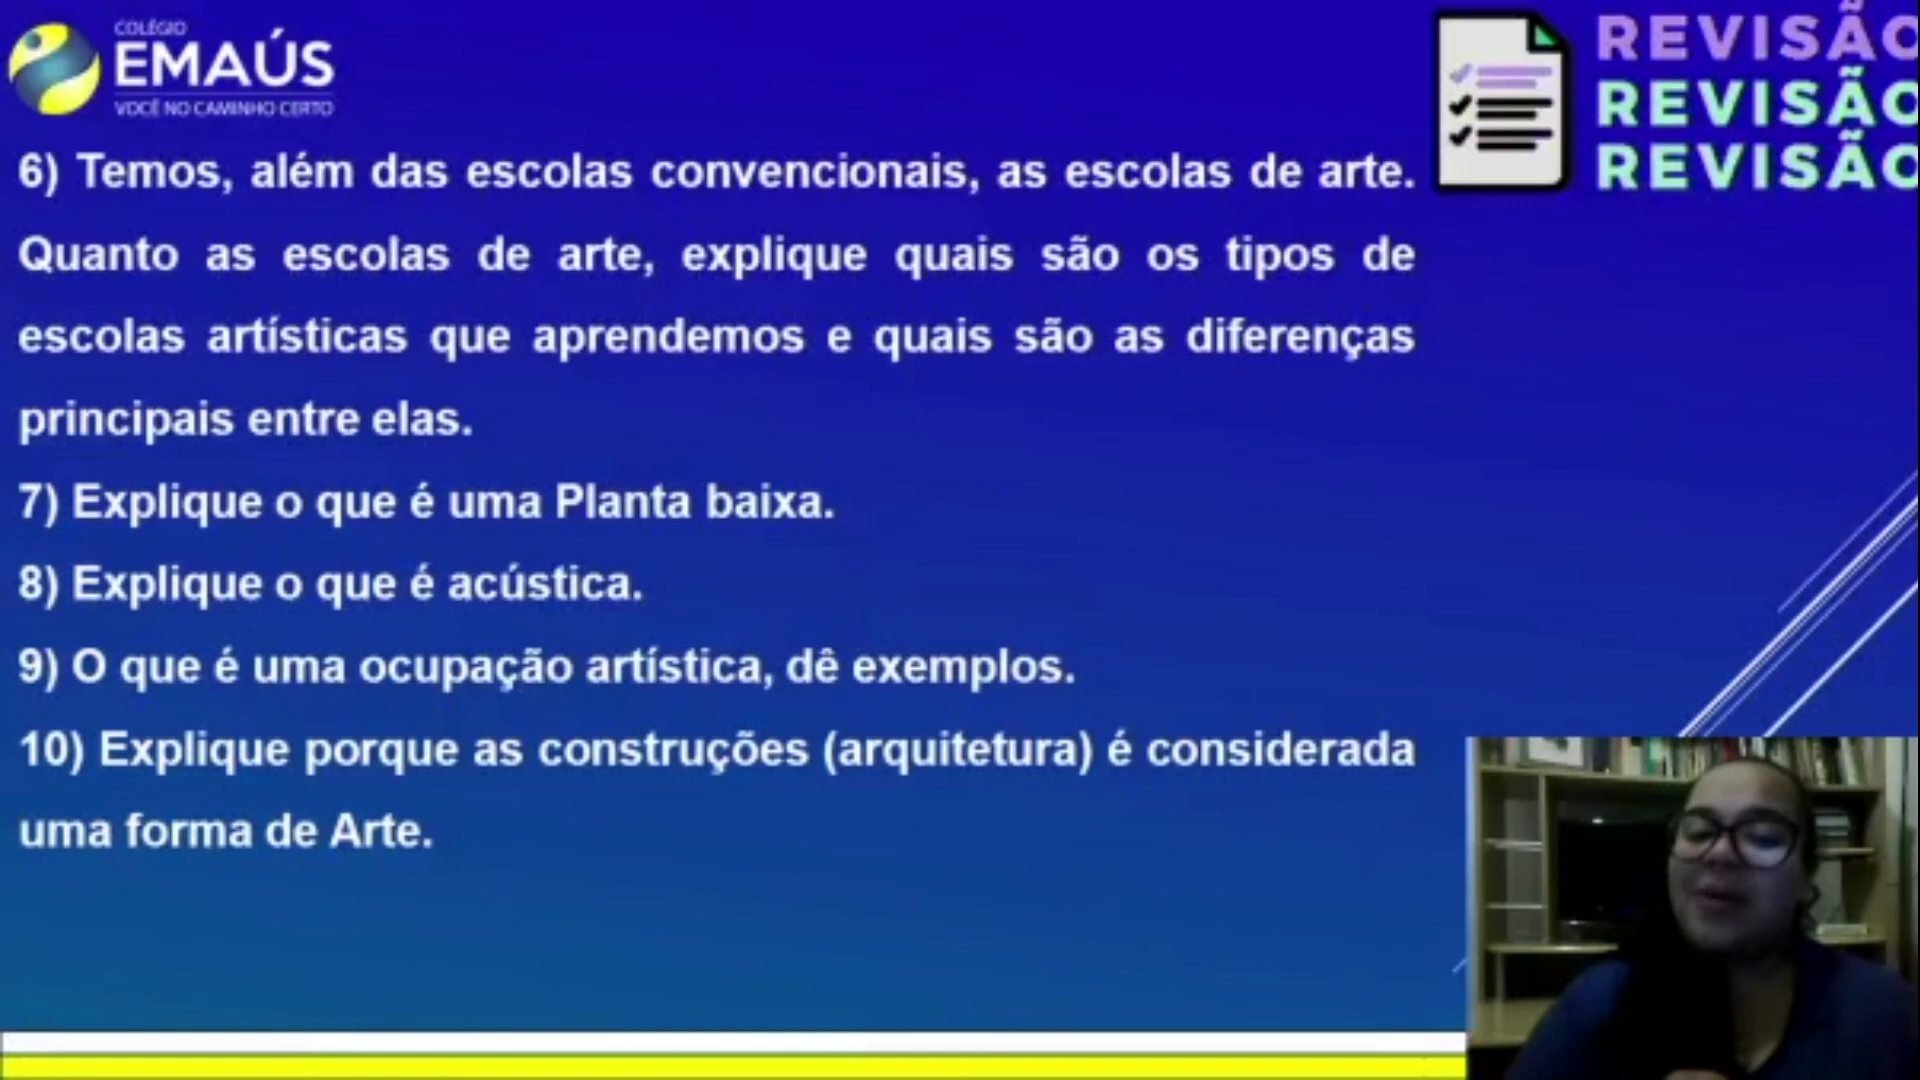 COLÉGIO
EMAÚS
VOCÊ NO CAMINHO CERTO
REVISÃO
REVISÃO
REVISÃO
6) Temos, além das escolas convencionais, as escolas de arte.
Quanto as escolas de arte, explique quais são os tipos de
escolas artísticas que aprendemos e quais são as diferenças
principais entre elas.
7) Explique o que é uma Planta baixa.
8) Explique o que é acústica.
9) O que é uma ocupação artística, dê exemplos.
10) Explique porque as construções (arquitetura) é considerada
uma forma de Arte.